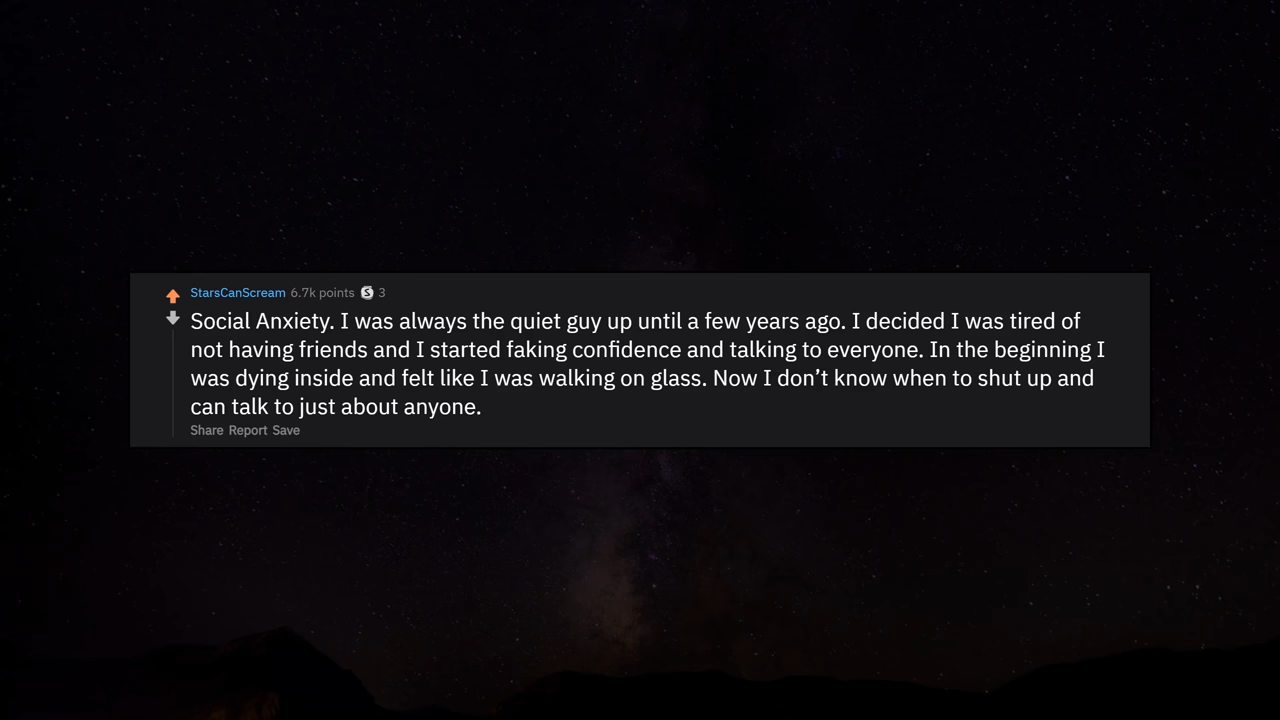 StarsCanScream 6.7k points S 3
Social Anxiety. I was always the quiet guy up until a few years ago. I decided I was tired of
not having friends and I started faking confidence and talking to everyone. In the beginning I
was dying inside and felt like I was walking on glass. Now I don’t know when to shut up and
can talk to just about anyone.
Share Report Save